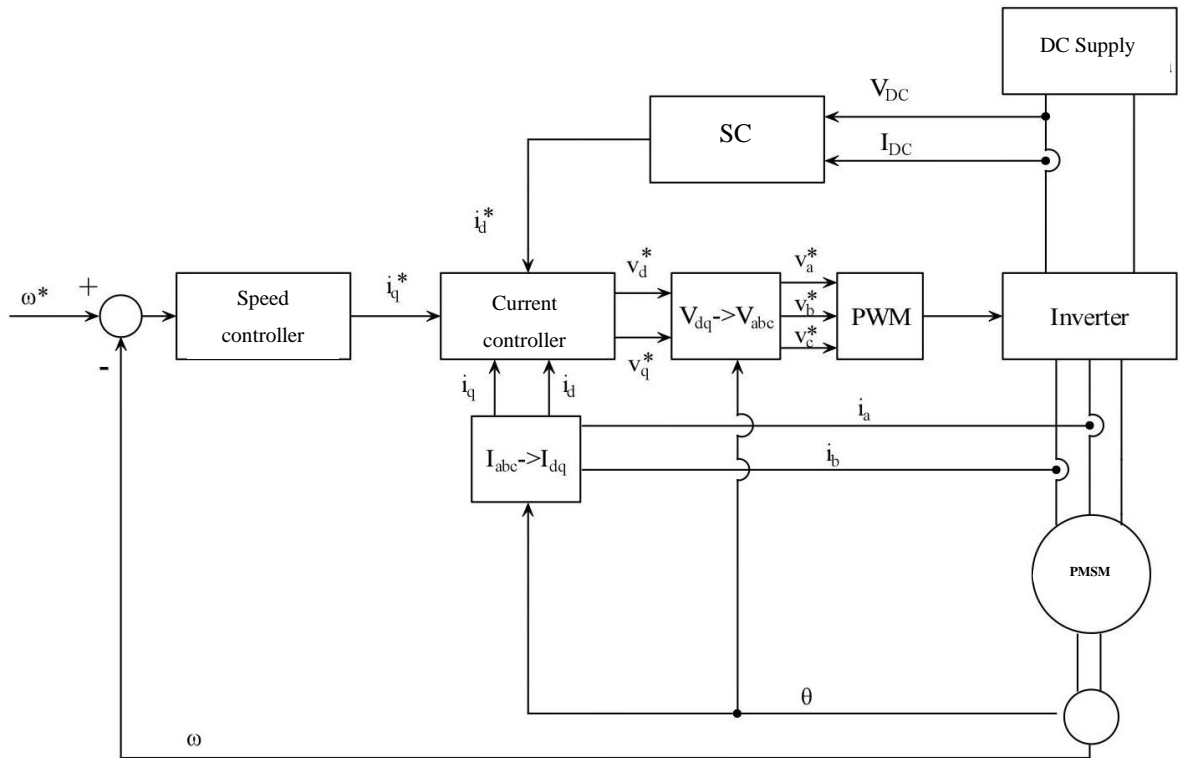 DC Supply
V_DC
SC
I_DC
i_d*
ω*
+
-
Speed
controller
i_q*
Current
controller
v_d*
v_q*
V_dq->V_abc
v_a*
v_b*
v_c*
PWM
Inverter
i_q
i_d
I_abc->I_dq
i_a
i_b
PMSM
θ
ω